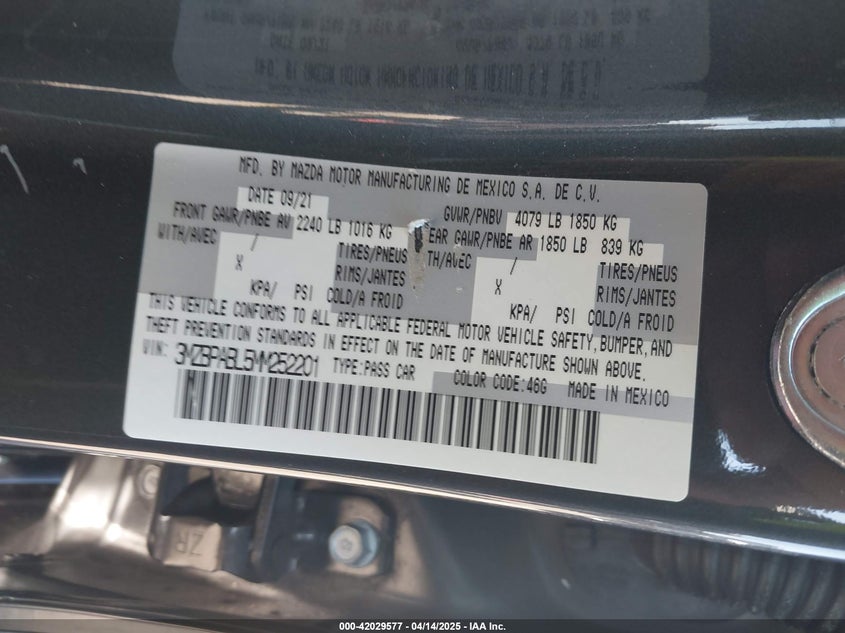 MFD. BY MAZDA MOTOR MANUFACTURING DE MEXICO S.A. DE C.V.
DATE 09/21 GVWR/PNBV 4079 LB 1850 KG
FRONT GAWR/PNBE AV 2240 LB 1016 KG EAR GAWR/PNBE AR 1850 LB 839 KG
WITH/AVEC / TIRES/PNEUS TH/AVEC / TIRES/PNEUS
X RIMS/JANTES X RIMS/JANTES
KPA/ PSI COLD/A FROID KPA/ PSI COLD/A FROID
THIS VEHICLE CONFORMS TO ALL APPLICABLE FEDERAL MOTOR VEHICLE SAFETY, BUMPER, AND
THEFT PREVENTION STANDARDS IN EFFECT ON THE DATE OF MANUFACTURE SHOWN ABOVE.
VIN: 3MZBPABL5MM252201 TYPE:PASS CAR COLOR CODE:46G MADE IN MEXICO
ZR
000-42029577 - 04/14/2025 - IAA Inc.